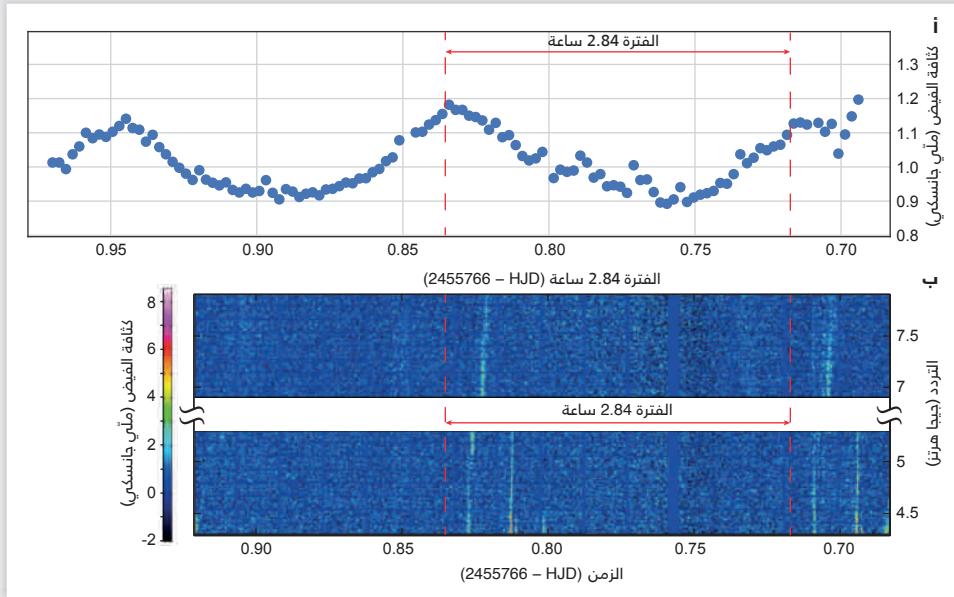 أ
كثافة الفيض (ملّي جانسكي)
الفترة 2.84 ساعة
1.3
1.2
1.1
1.0
0.9
0.8
0.95 0.90 0.85 0.80 0.75 0.70
الفترة 2.84 ساعة (2455766 – HJD)
ب
كثافة الفيض (ملّي جانسكي)
8
6
4
2
0
-2
التردد (جيجا هرتز)
7.5
7
الفترة 2.84 ساعة
5
4.5
0.90 0.85 0.80 0.75 0.70
الزمن (2455766 – HJD)